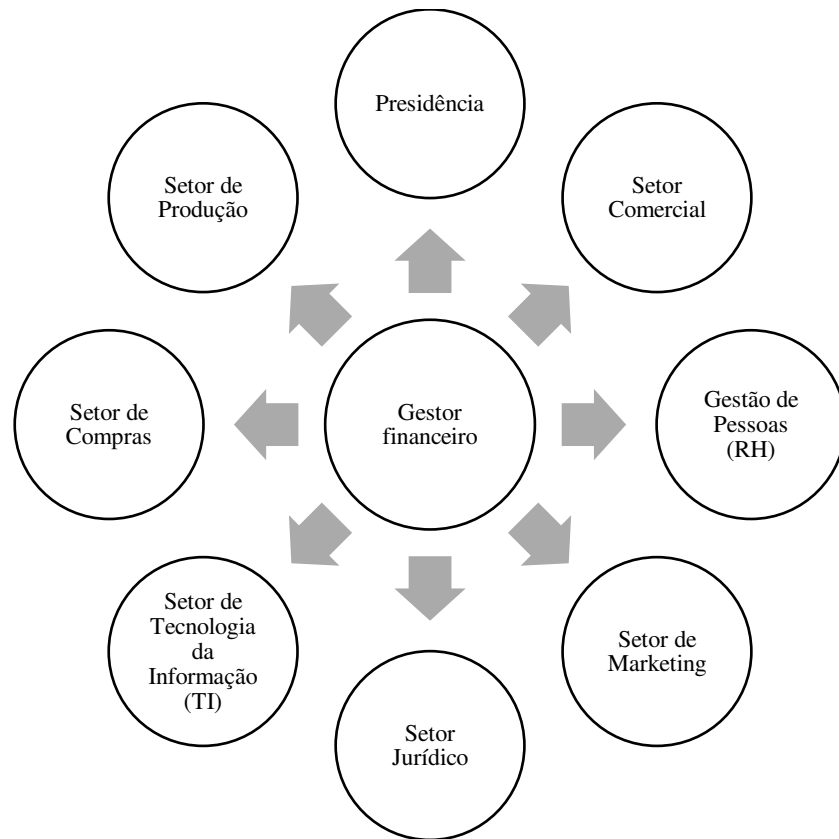 Presidência
Setor
Comercial
Gestão de
Pessoas
(RH)
Setor de
Marketing
Setor
Jurídico
Setor de
Tecnologia
da
Informação
(TI)
Setor de
Compras
Setor de
Produção
Gestor
financeiro